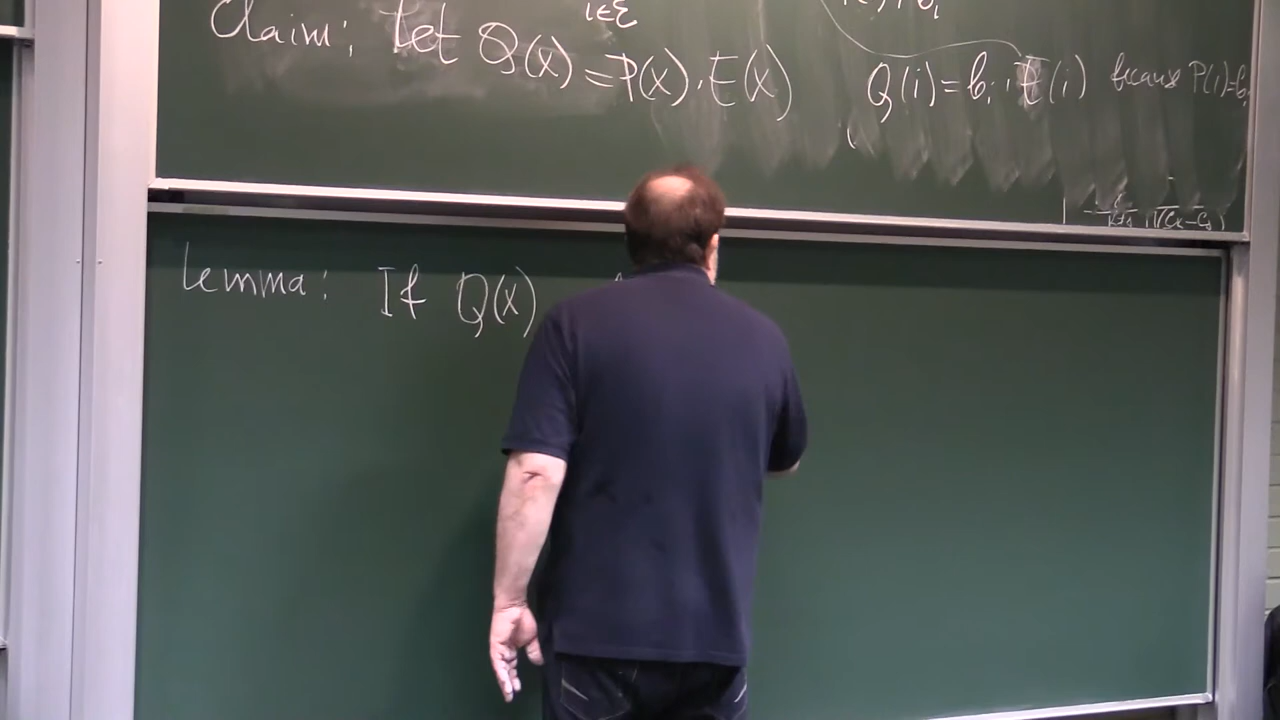 i∈ε
Claim: Let Q(x) = P(x) · E(x)
Q(i) = b_i · E(i) because P(i) = b_i
Lemma: If Q(x)